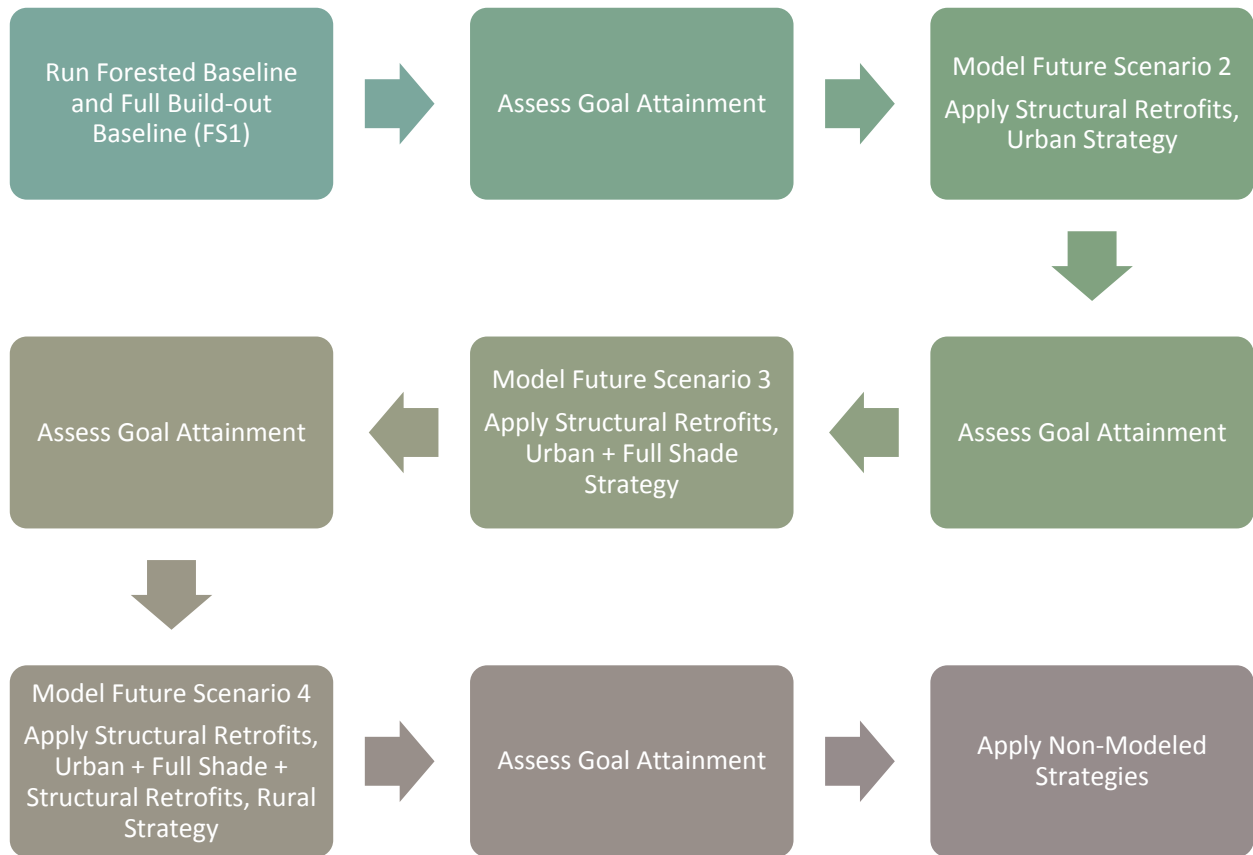 Run Forested Baseline
and Full Build-out
Baseline (FS1)
Assess Goal Attainment
Model Future Scenario 2
Apply Structural Retrofits,
Urban Strategy
Assess Goal Attainment
Model Future Scenario 3
Apply Structural Retrofits,
Urban + Full Shade
Strategy
Assess Goal Attainment
Model Future Scenario 4
Apply Structural Retrofits,
Urban + Full Shade +
Structural Retrofits, Rural
Strategy
Assess Goal Attainment
Apply Non-Modeled
Strategies